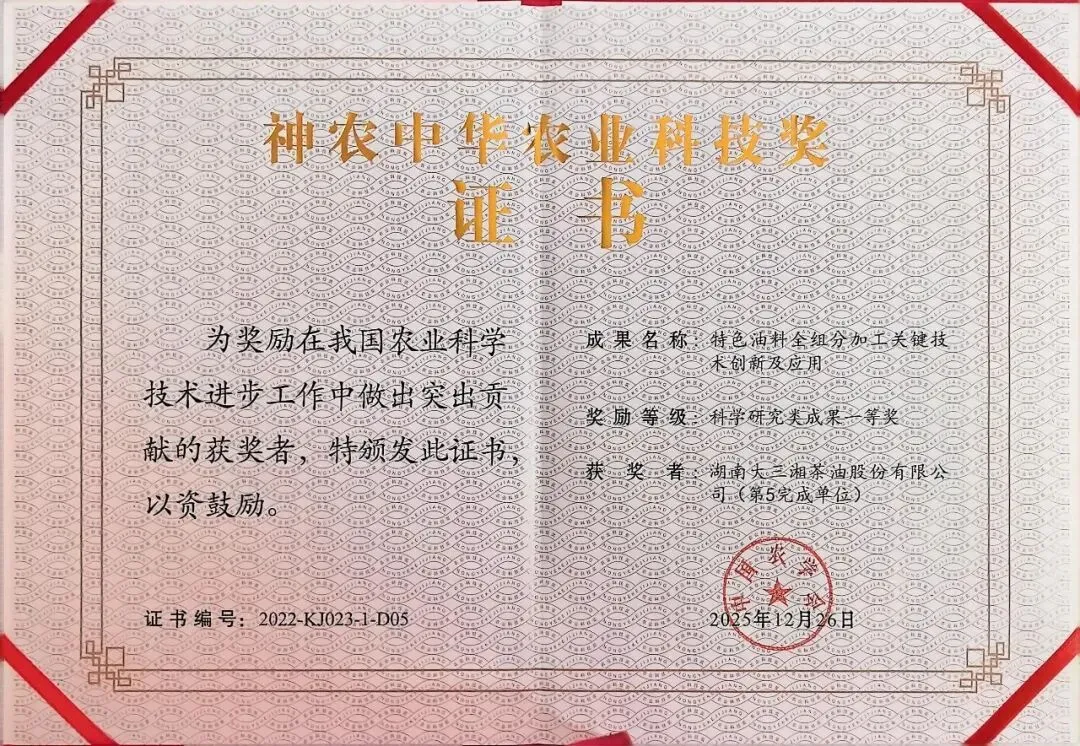 神农中华农业科技奖
证书
为奖励在我国农业科学
技术进步工作中做出突出贡
献的获奖者，特颁发此证书，
以资鼓励。
证书编号：2022-KJ023-1-D05
成果名称：特色油料全组分加工关键技
术创新及应用
奖励等级：科学研究类成果一等奖
获奖者：湖南大三湘茶油股份有限公
司（第5完成单位）
中国农学会
2025年12月26日